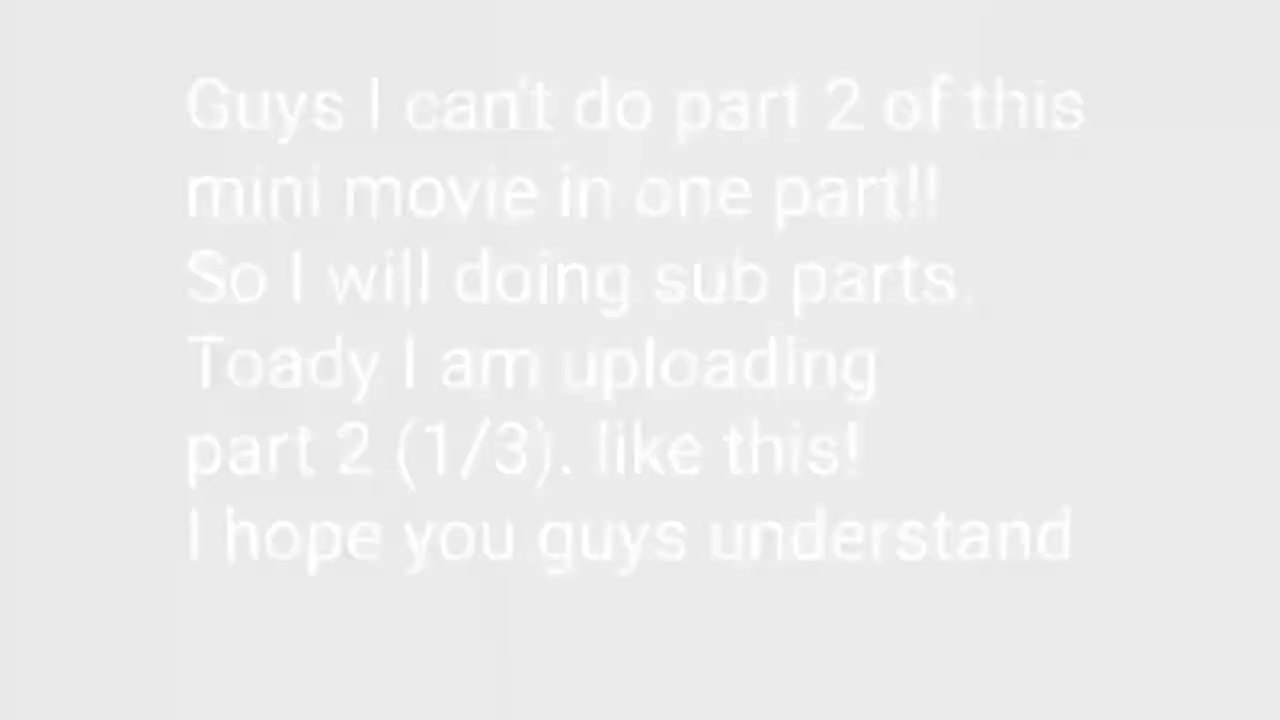 Guys I can't do part 2 of this
mini movie in one part!!
So I will doing sub parts.
Toady I am uploading
part 2 (1/3). like this!
I hope you guys understand